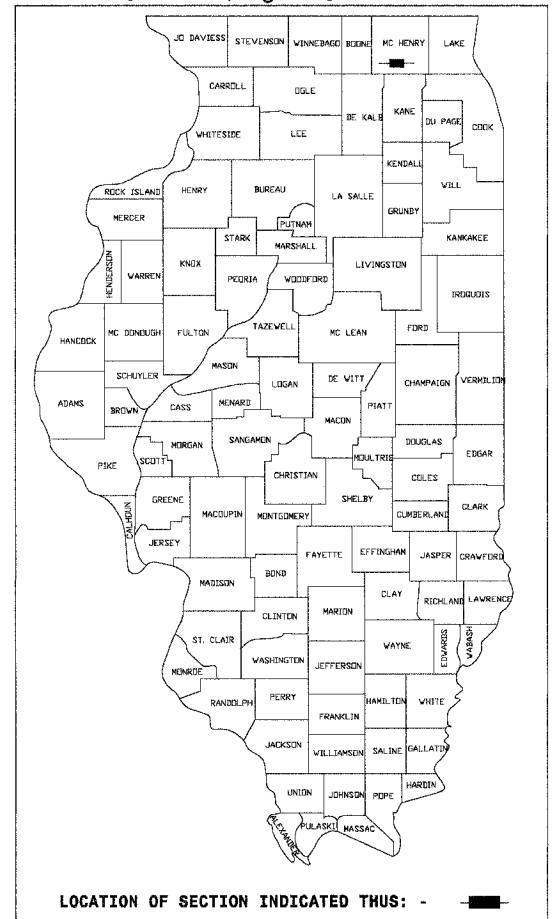 JO DAVIESS
STEVENSON
WINNEBAGO
BOONE
MC HENRY
LAKE
CARROLL
OGLE
DE KALB
KANE
DU PAGE
COOK
WHITESIDE
LEE
KENDALL
WILL
ROCK ISLAND
HENRY
BUREAU
LA SALLE
GRUNDY
MERCER
PUTNAM
KANKAKEE
STARK
MARSHALL
HENDERSON
WARREN
KNOX
PEORIA
WOODFORD
LIVINGSTON
IROQUOIS
HANCOCK
MC DONOUGH
FULTON
TAZEWELL
MC LEAN
FORD
MASON
SCHUYLER
LOGAN
DE WITT
CHAMPAIGN
VERMILION
ADAMS
BROWN
CASS
MENARD
MACON
PIATT
PIKE
SCOTT
MORGAN
SANGAMON
CHRISTIAN
MOULTRIE
DOUGLAS
COLES
EDGAR
SHELBY
CALHOUN
GREENE
MACOUPIN
MONTGOMERY
CUMBERLAND
CLARK
JERSEY
FAYETTE
EFFINGHAM
JASPER
CRAWFORD
MADISON
BOND
CLAY
RICHLAND
LAWRENCE
CLINTON
MARION
ST. CLAIR
WAYNE
EDWARDS
WABASH
MONROE
WASHINGTON
JEFFERSON
RANDOLPH
PERRY
HAMILTON
WHITE
FRANKLIN
JACKSON
WILLIAMSON
SALINE
GALLATIN
UNION
JOHNSON
POPE
HARDIN
ALEXANDER
PULASKI
MASSAC
LOCATION OF SECTION INDICATED THUS: -